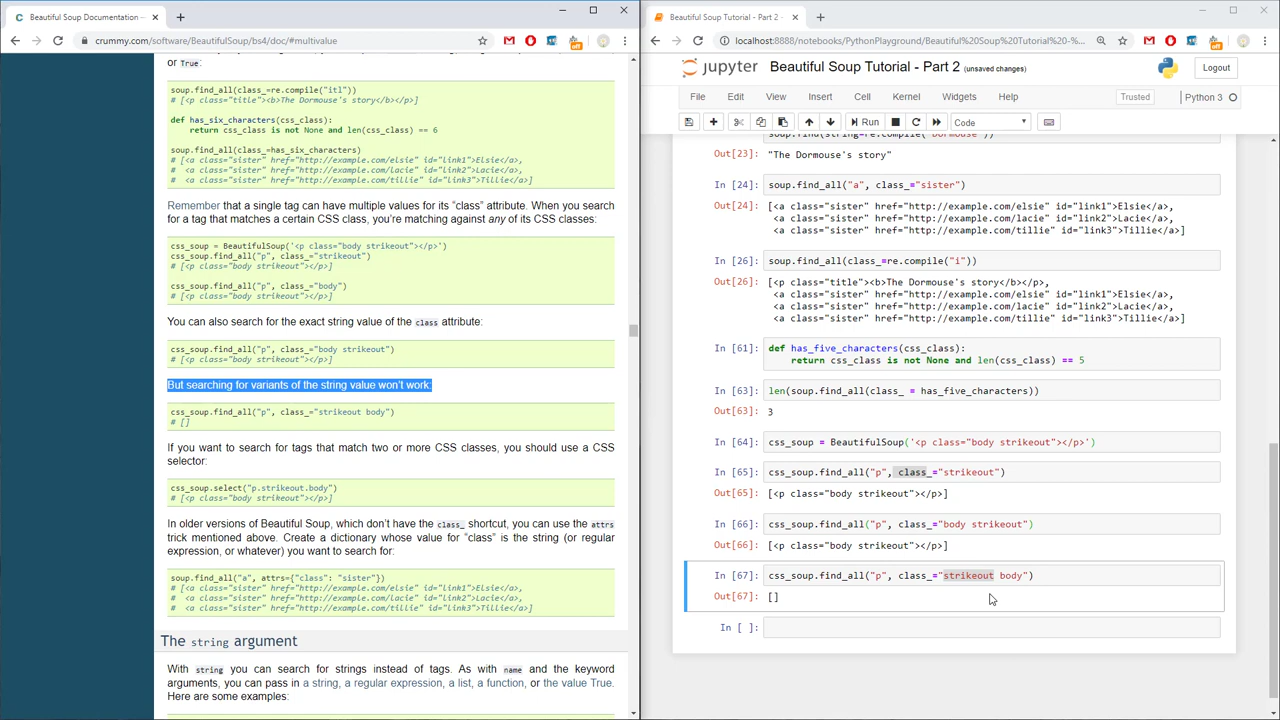 Beautiful Soup Documentation —
crummy.com/software/BeautifulSoup/bs4/doc/#multivalue
or True:
soup.find_all(class_=re.compile("itl"))
# [<p class="title"><b>The Dormouse's story</b></p>]
def has_six_characters(css_class):
return css_class is not None and len(css_class) == 6
soup.find_all(class_=has_six_characters)
# [<a class="sister" href="http://example.com/elsie" id="link1">Elsie</a>,
#  <a class="sister" href="http://example.com/lacie" id="link2">Lacie</a>,
#  <a class="sister" href="http://example.com/tillie" id="link3">Tillie</a>]
Remember that a single tag can have multiple values for its “class” attribute. When you search
for a tag that matches a certain CSS class, you’re matching against any of its CSS classes:
css_soup = BeautifulSoup('<p class="body strikeout"></p>')
css_soup.find_all("p", class_="strikeout")
# [<p class="body strikeout"></p>]
css_soup.find_all("p", class_="body")
# [<p class="body strikeout"></p>]
You can also search for the exact string value of the class attribute:
css_soup.find_all("p", class_="body strikeout")
# [<p class="body strikeout"></p>]
But searching for variants of the string value won’t work:
css_soup.find_all("p", class_="strikeout body")
# []
If you want to search for tags that match two or more CSS classes, you should use a CSS
selector:
css_soup.select("p.strikeout.body")
# [<p class="body strikeout"></p>]
In older versions of Beautiful Soup, which don’t have the class_ shortcut, you can use the attrs
trick mentioned above. Create a dictionary whose value for “class” is the string (or regular
expression, or whatever) you want to search for:
soup.find_all("a", attrs={"class": "sister"})
# [<a class="sister" href="http://example.com/elsie" id="link1">Elsie</a>,
#  <a class="sister" href="http://example.com/lacie" id="link2">Lacie</a>,
#  <a class="sister" href="http://example.com/tillie" id="link3">Tillie</a>]
The string argument
With string you can search for strings instead of tags. As with name and the keyword
arguments, you can pass in a string, a regular expression, a list, a function, or the value True.
Here are some examples:
Beautiful Soup Tutorial - Part 2 -
localhost:8888/notebooks/PythonPlayground/Beautiful%20Soup%20Tutorial%20-%...
jupyter Beautiful Soup Tutorial - Part 2 (unsaved changes) Logout
File Edit View Insert Cell Kernel Widgets Help Trusted Python 3
Run Code
soup.find(string=re.compile("Dormouse"))
Out[23]: "The Dormouse's story"
In [24]: soup.find_all("a", class_="sister")
Out[24]: [<a class="sister" href="http://example.com/elsie" id="link1">Elsie</a>,
<a class="sister" href="http://example.com/lacie" id="link2">Lacie</a>,
<a class="sister" href="http://example.com/tillie" id="link3">Tillie</a>]
In [26]: soup.find_all(class_=re.compile("i"))
Out[26]: [<p class="title"><b>The Dormouse's story</b></p>,
<a class="sister" href="http://example.com/elsie" id="link1">Elsie</a>,
<a class="sister" href="http://example.com/lacie" id="link2">Lacie</a>,
<a class="sister" href="http://example.com/tillie" id="link3">Tillie</a>]
In [61]: def has_five_characters(css_class):
return css_class is not None and len(css_class) == 5
In [63]: len(soup.find_all(class_ = has_five_characters))
Out[63]: 3
In [64]: css_soup = BeautifulSoup('<p class="body strikeout"></p>')
In [65]: css_soup.find_all("p", class_="strikeout")
Out[65]: [<p class="body strikeout"></p>]
In [66]: css_soup.find_all("p", class_="body strikeout")
Out[66]: [<p class="body strikeout"></p>]
In [67]: css_soup.find_all("p", class_="strikeout body")
Out[67]: []
In [ ]: